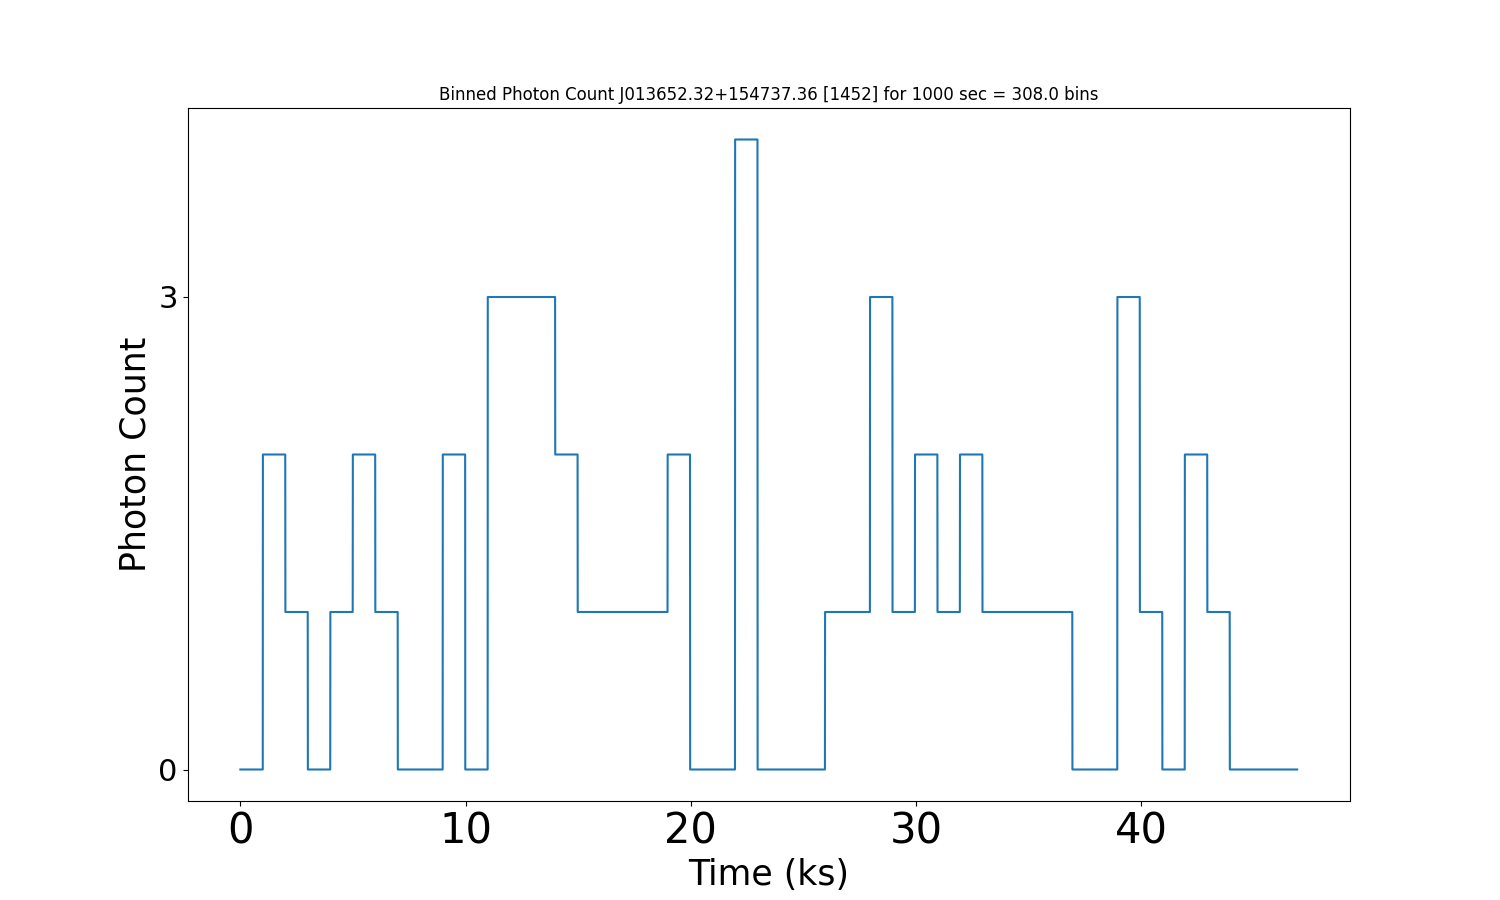 Binned Photon Count J013652.32+154737.36 [1452] for 1000 sec = 308.0 bins
3
Photon Count
0
0 10 20 30 40
Time (ks)